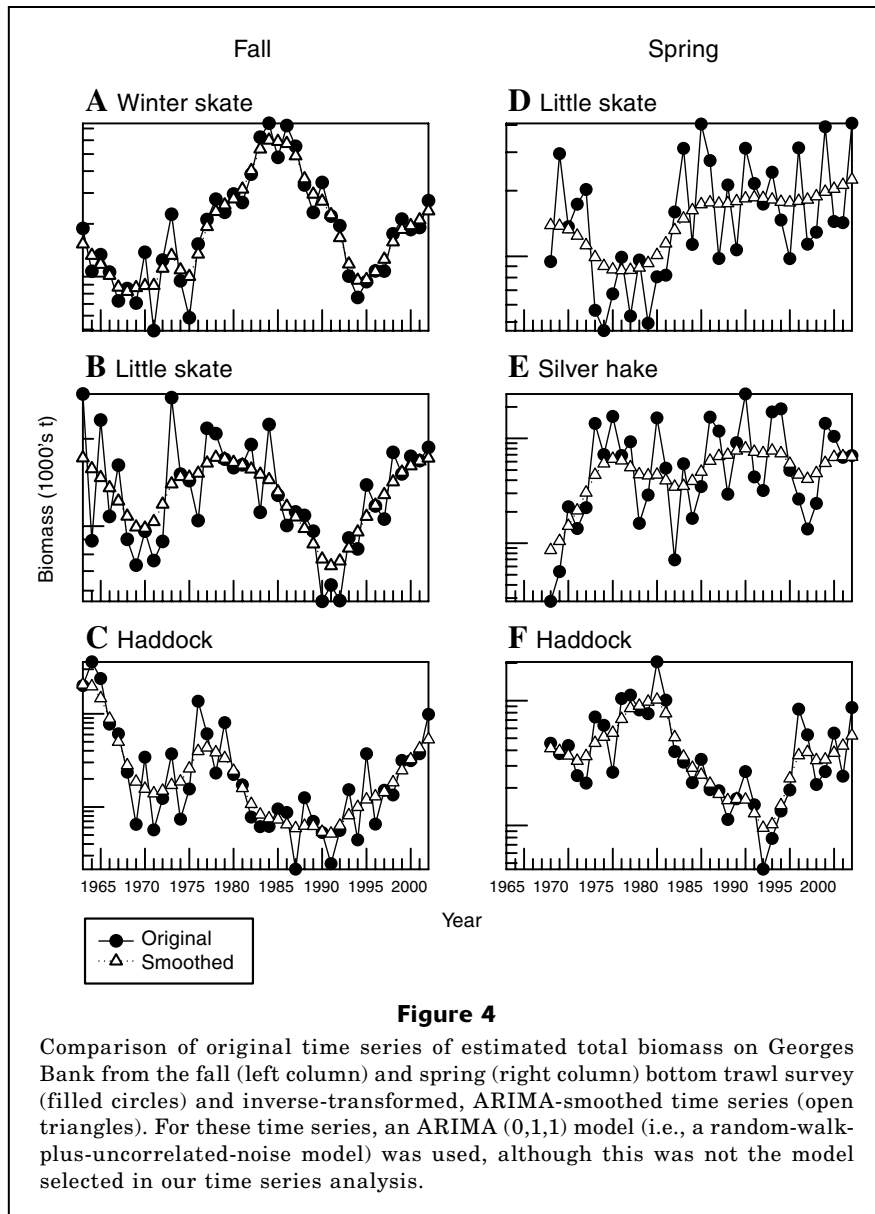 Fall
Spring
A Winter skate
D Little skate
B Little skate
E Silver hake
Biomass (1000's t)
C Haddock
F Haddock
1965 1970 1975 1980 1985 1990 1995 2000
1965 1970 1975 1980 1985 1990 1995 2000
Year
Original
Smoothed
Figure 4
Comparison of original time series of estimated total biomass on Georges
Bank from the fall (left column) and spring (right column) bottom trawl survey
(filled circles) and inverse-transformed, ARIMA-smoothed time series (open
triangles). For these time series, an ARIMA (0,1,1) model (i.e., a random-walk-
plus-uncorrelated-noise model) was used, although this was not the model
selected in our time series analysis.